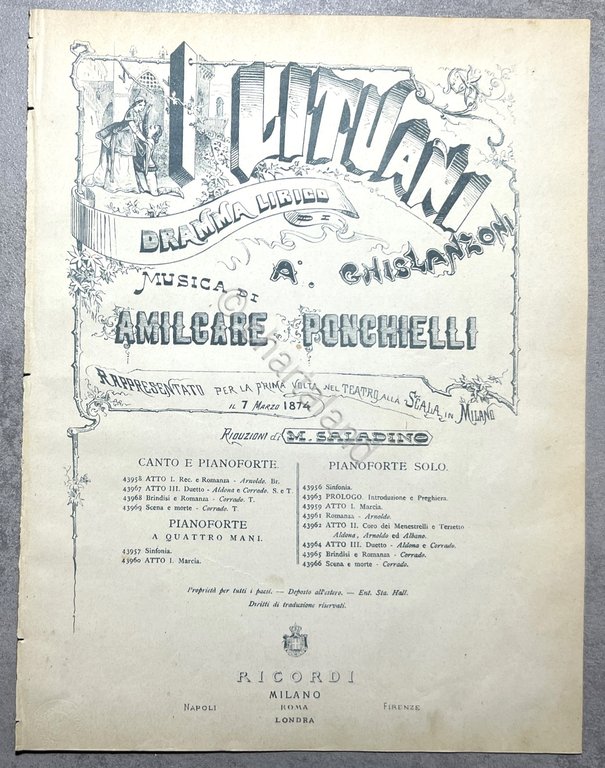 I LITUANI
DRAMMA LIRICO
DI
A. GHISLANZONI
MUSICA DI
AMILCARE PONCHIELLI
RAPPRESENTATO PER LA PRIMA VOLTA NEL TEATRO ALLA SCALA IN MILANO
IL 7 MARZO 1874
RIDUZIONI di M. SALADINO
CANTO E PIANOFORTE.
43958 ATTO I. Rec. e Romanza - Arnoldo. Br.
43967 ATTO III. Duetto - Aldona e Corrado. S. e T.
43968 Brindisi e Romanza - Corrado. T.
43969 Scena e morte - Corrado. T
PIANOFORTE
A QUATTRO MANI.
43957 Sinfonia.
43960 ATTO I. Marcia.
PIANOFORTE SOLO.
43956 Sinfonia.
43963 PROLOGO. Introduzione e Preghiera.
43959 ATTO I. Marcia.
43961 Romanza - Arnoldo.
43962 ATTO II. Coro dei Menestrelli e Terzetto
Aldona, Arnoldo ed Albano.
43964 ATTO III. Duetto - Aldona e Corrado.
43965 Brindisi e Romanza - Corrado.
43966 Scena e morte - Corrado.
Proprietà per tutti i paesi. — Deposto all'estero. — Ent. Sta. Hall.
Diritti di traduzione riservati.
RICORDI
MILANO
NAPOLI ROMA FIRENZE
LONDRA
© chartaland